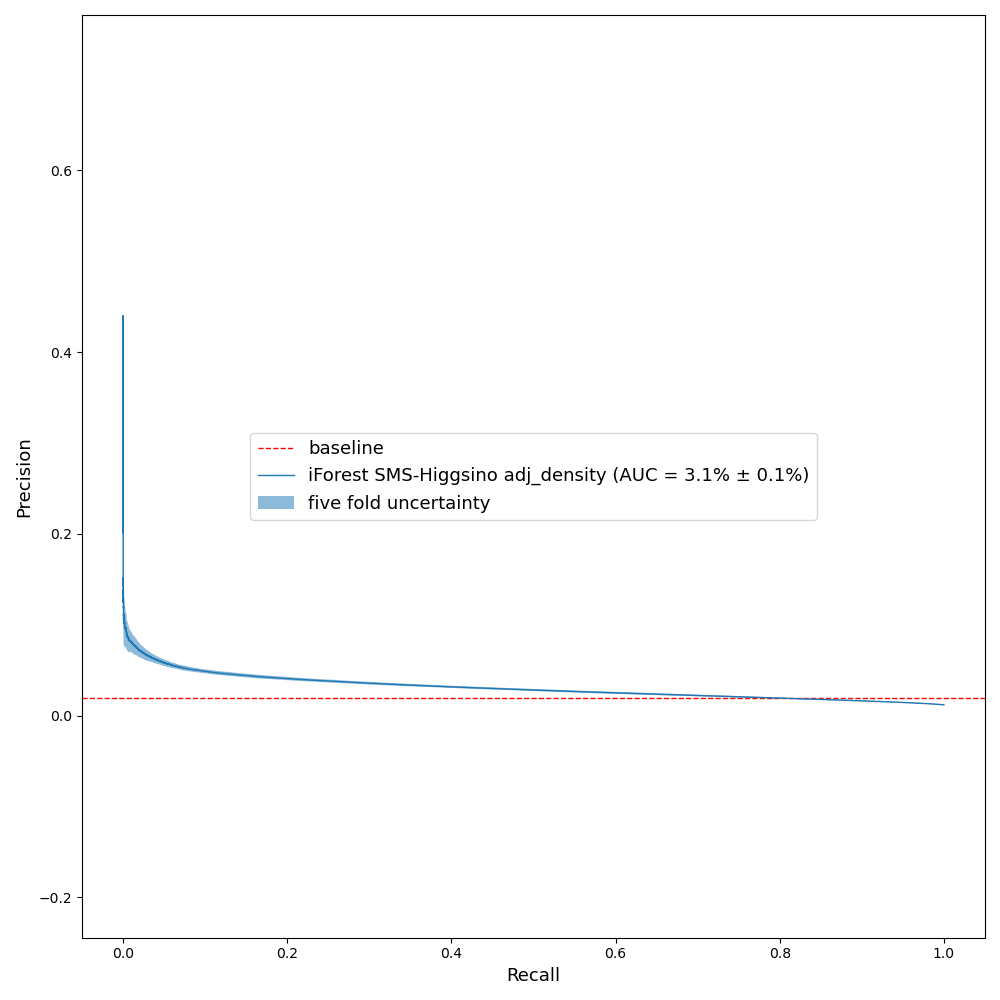 0.6
0.4
0.2
0.0
−0.2
Precision
baseline
iForest SMS-Higgsino adj_density (AUC = 3.1% ± 0.1%)
five fold uncertainty
0.0 0.2 0.4 0.6 0.8 1.0
Recall